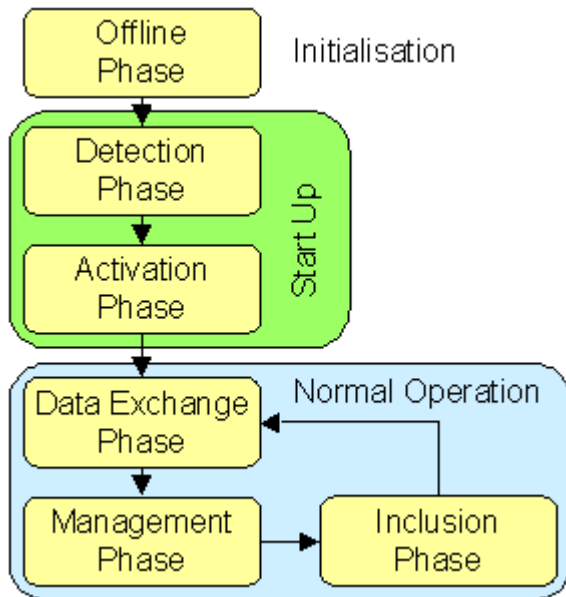 Offline
Phase
Initialisation
Detection
Phase
Activation
Phase
Start Up
Normal Operation
Data Exchange
Phase
Management
Phase
Inclusion
Phase